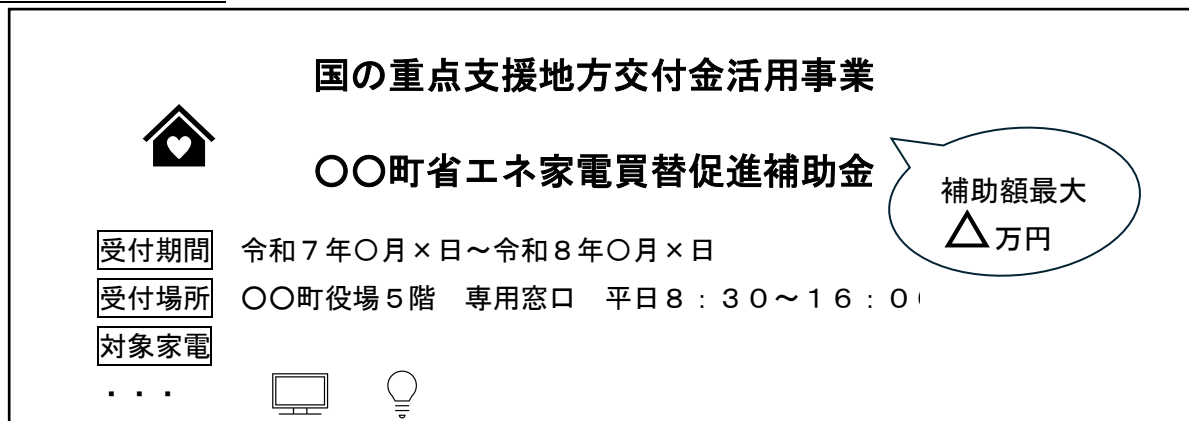 国の重点支援地方交付金活用事業
〇〇町省エネ家電買替促進補助金
補助額最大
△万円
受付期間 令和７年〇月×日～令和８年〇月×日
受付場所 〇〇町役場５階 専用窓口 平日８：３０～１６：０
対象家電
・・・